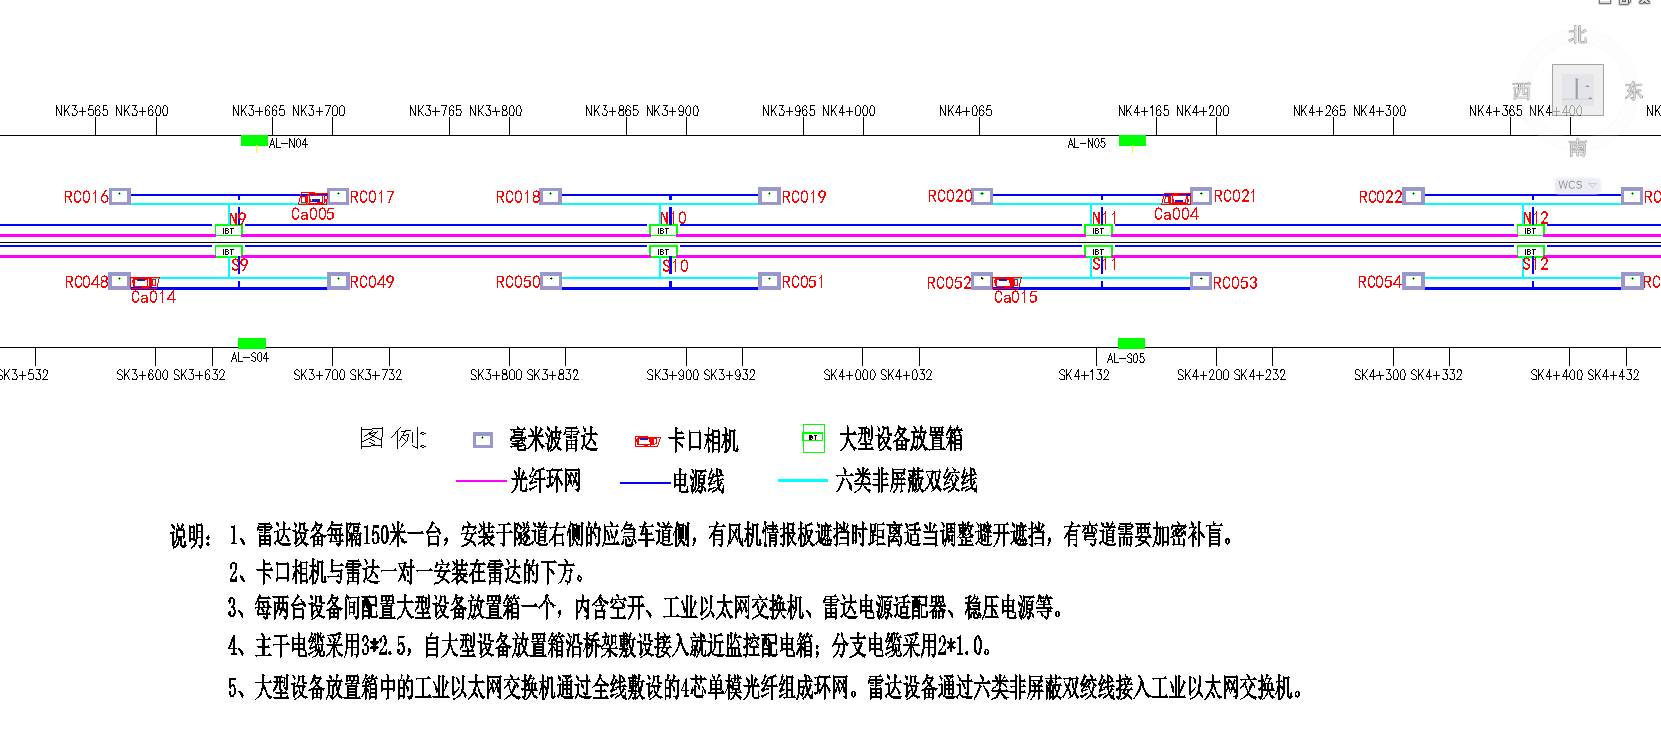 北
西 上 东
南
WCS
NK3+565 NK3+600 NK3+665 NK3+700 NK3+765 NK3+800 NK3+865 NK3+900 NK3+965 NK4+000 NK4+065 NK4+165 NK4+200 NK4+265 NK4+300 NK4+365 NK4+400
AL-N04 AL-N05
RC016 Ca005 RC017 RC018 RC019 RC020 Ca004 RC021 RC022
N9 N10 N11 N12
IBT IBT IBT IBT
IBT IBT IBT IBT
S9 S10 S11 S12
RC048 Ca014 RC049 RC050 RC051 RC052 Ca015 RC053 RC054
AL-S04 AL-S05
SK3+532 SK3+600 SK3+632 SK3+700 SK3+732 SK3+800 SK3+832 SK3+900 SK3+932 SK4+000 SK4+032 SK4+132 SK4+200 SK4+232 SK4+300 SK4+332 SK4+400 SK4+432
图例: 毫米波雷达 卡口相机 IBT 大型设备放置箱
光纤环网 电源线 六类非屏蔽双绞线
说明: 1、雷达设备每隔150米一台，安装于隧道右侧的应急车道侧，有风机情报板遮挡时距离适当调整避开遮挡，有弯道需要加密补盲。
2、卡口相机与雷达一对一安装在雷达的下方。
3、每两台设备间配置大型设备放置箱一个，内含空开、工业以太网交换机、雷达电源适配器、稳压电源等。
4、主干电缆采用3*2.5，自大型设备放置箱沿桥架敷设接入就近监控配电箱；分支电缆采用2*1.0。
5、大型设备放置箱中的工业以太网交换机通过全线敷设的4芯单模光纤组成环网。雷达设备通过六类非屏蔽双绞线接入工业以太网交换机。